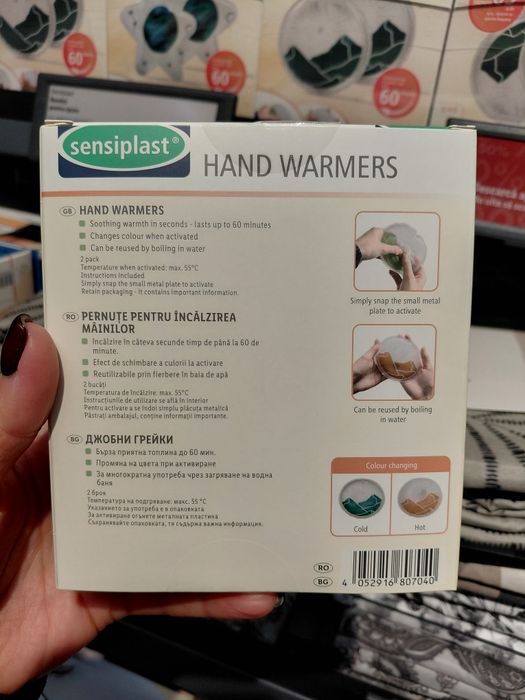 60
60
60
sensiplast®
HAND WARMERS
GB HAND WARMERS
Soothing warmth in seconds - lasts up to 60 minutes
Changes colour when activated
Can be reused by boiling in water
2 pack
Temperature when activated: max. 55°C
Instructions included
Simply snap the small metal plate to activate
Retain packaging - It contains important information.
Simply snap the small metal
plate to activate
RO PERNUȚE PENTRU ÎNCĂLZIREA
MÂINILOR
Încălzire în câteva secunde timp de până la 60 de
minute.
Efect de schimbare a culorii la activare
Reutilizabile prin fierbere în baia de apă
2 bucăți
Temperatura de încălzire: max. 55°C
Instrucțiunile de utilizare se află în interior
Pentru activare a se îndoi simplu plăcuța metalică
Păstrați ambalajul, conține informații importante.
Can be reused by boiling
in water
BG ДЖОБНИ ГРЕЙКИ
Бърза приятна топлина до 60 мин.
Промяна на цвета при активиране
За многократна употреба чрез загряване на водна
баня
2 броя
Температура на подгряване: макс. 55 °C
Указанието за употреба е в опаковката
За активиране огънете металната пластина
Съхранявайте опаковката, тя съдържа важна информация.
Colour changing
Cold
Hot
RO
BG
4 052916 807040